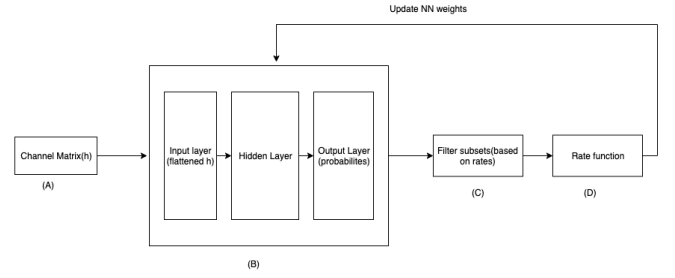 Update NN weights
Channel Matrix(h)
(A)
Input layer
(flattened h)
Hidden Layer
Output Layer
(probabilites)
(B)
Filter subsets(based
on rates)
(C)
Rate function
(D)